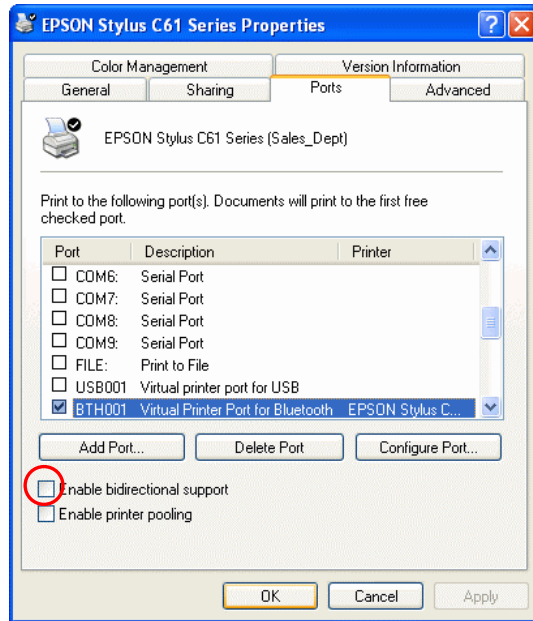 EPSON Stylus C61 Series Properties
Color Management Version Information
General Sharing Ports Advanced
EPSON Stylus C61 Series (Sales_Dept)
Print to the following port(s). Documents will print to the first free
checked port.
Port Description Printer
COM6: Serial Port
COM7: Serial Port
COM8: Serial Port
COM9: Serial Port
FILE: Print to File
USB001 Virtual printer port for USB
BTH001 Virtual Printer Port for Bluetooth EPSON Stylus C...
Add Port... Delete Port Configure Port...
Enable bidirectional support
Enable printer pooling
OK Cancel Apply